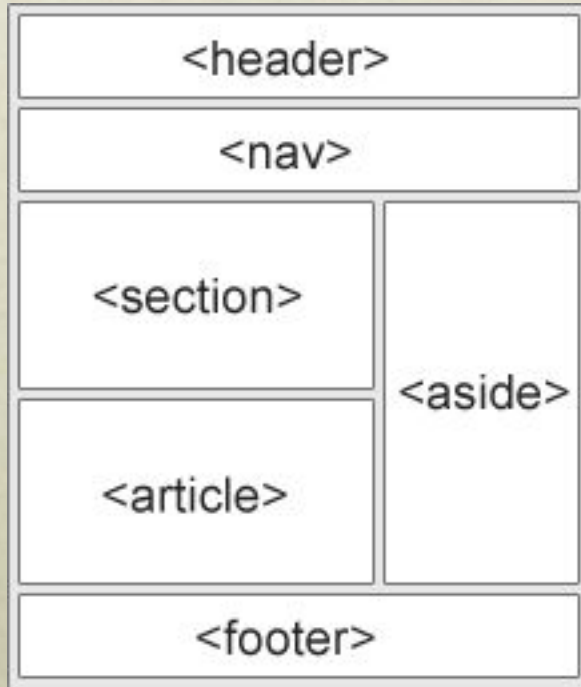 <header>
<nav>
<section>
<aside>
<article>
<footer>